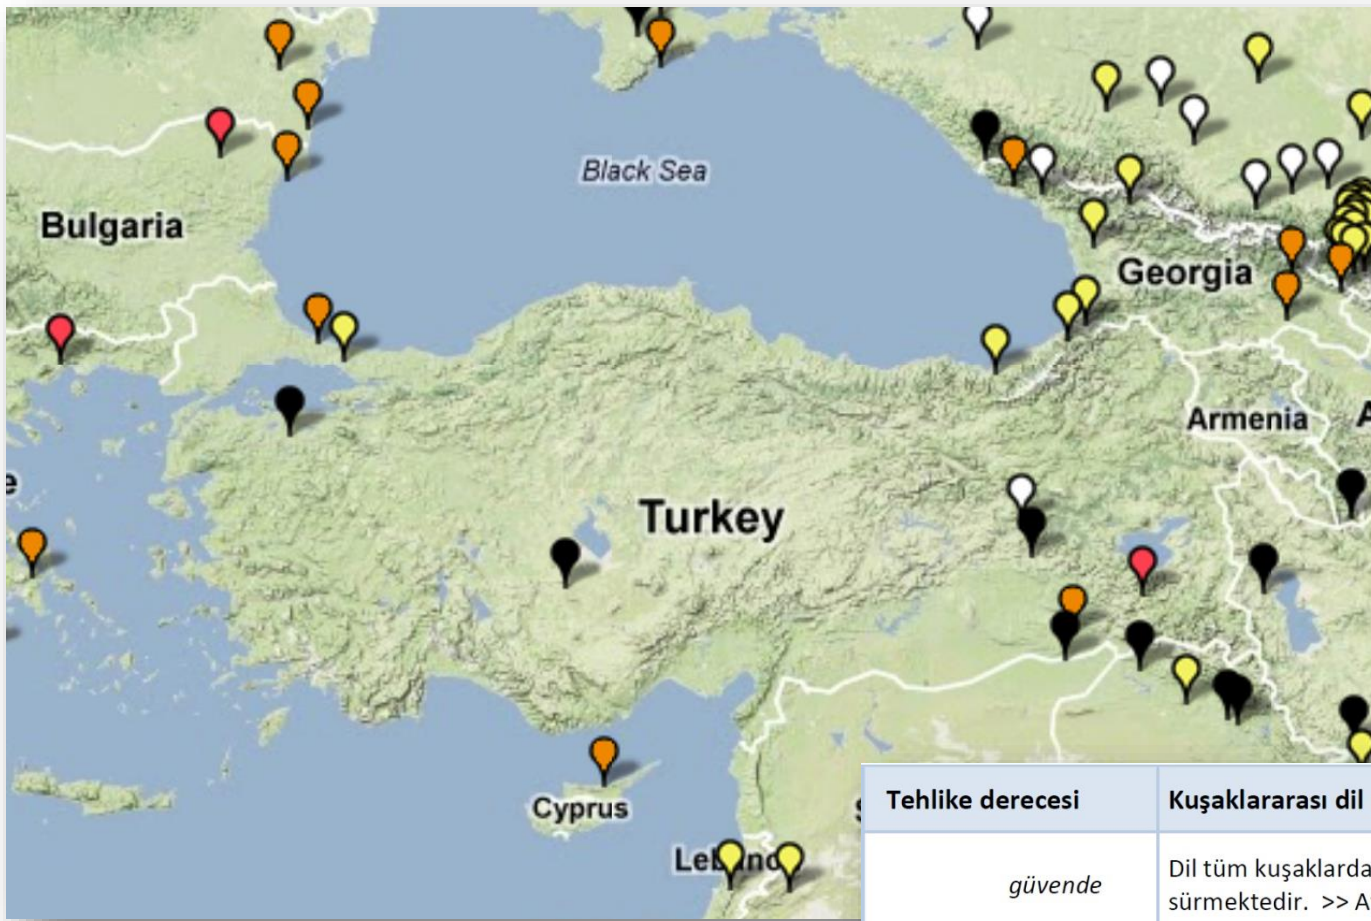 Black Sea
Bulgaria
Georgia
Armenia
Turkey
Cyprus
Tehlike derecesi
Kuşaklararası dil
güvende
Dil tüm kuşaklarda
sürmektedir. >> A